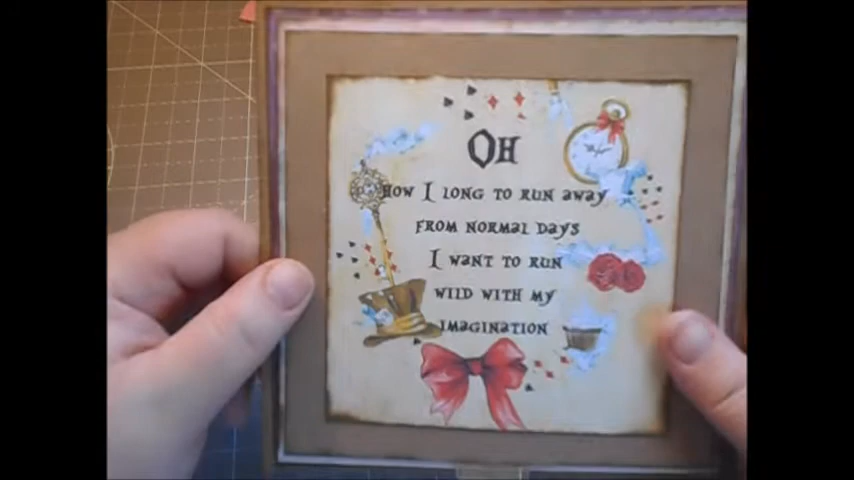 OH
HOW I LONG TO RUN AWAY
FROM NORMAL DAYS
I WANT TO RUN
WILD WITH MY
IMAGINATION